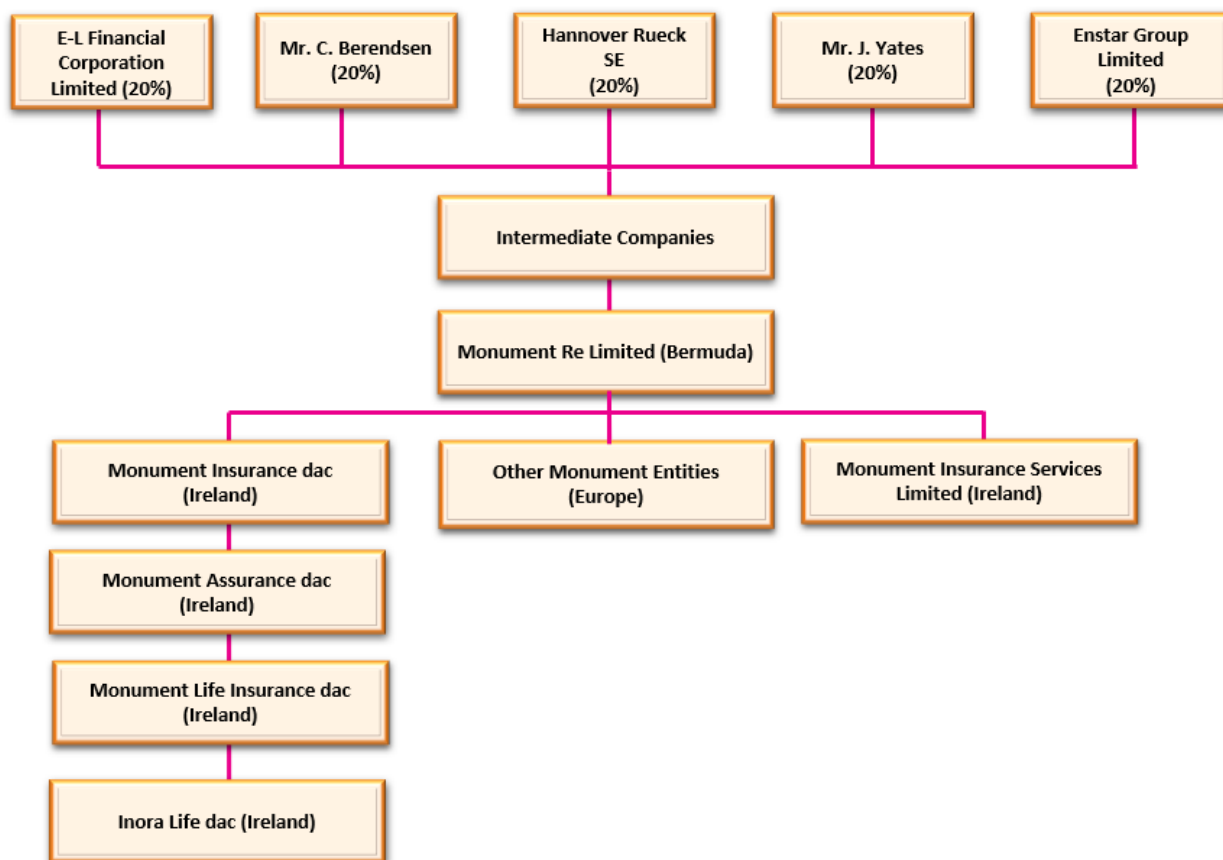 E-L Financial
Corporation
Limited (20%)
Mr. C. Berendsen
(20%)
Hannover Rueck
SE
(20%)
Mr. J. Yates
(20%)
Enstar Group
Limited
(20%)
Intermediate Companies
Monument Re Limited (Bermuda)
Monument Insurance dac
(Ireland)
Other Monument Entities
(Europe)
Monument Insurance Services
Limited (Ireland)
Monument Assurance dac
(Ireland)
Monument Life Insurance dac
(Ireland)
Inora Life dac (Ireland)